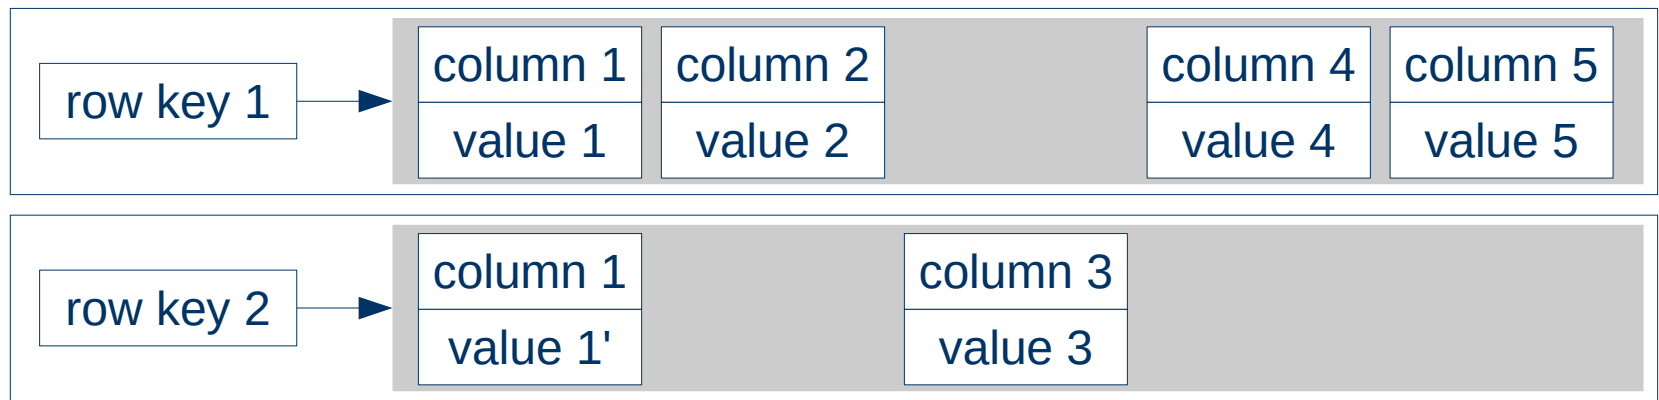 column 1 column 2 column 4 column 5
row key 1
value 1 value 2 value 4 value 5
column 1 column 3
row key 2
value 1' value 3